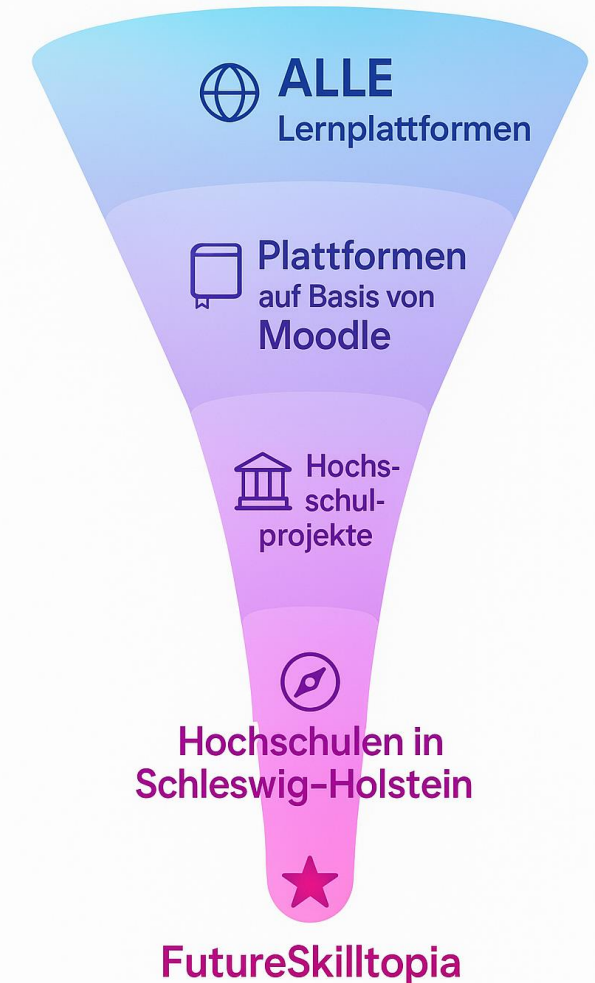 ALLE
Lernplattformen
Plattformen
auf Basis von
Moodle
Hochs-
schul-
projekte
Hochschulen in
Schleswig-Holstein
FutureSkilltopia